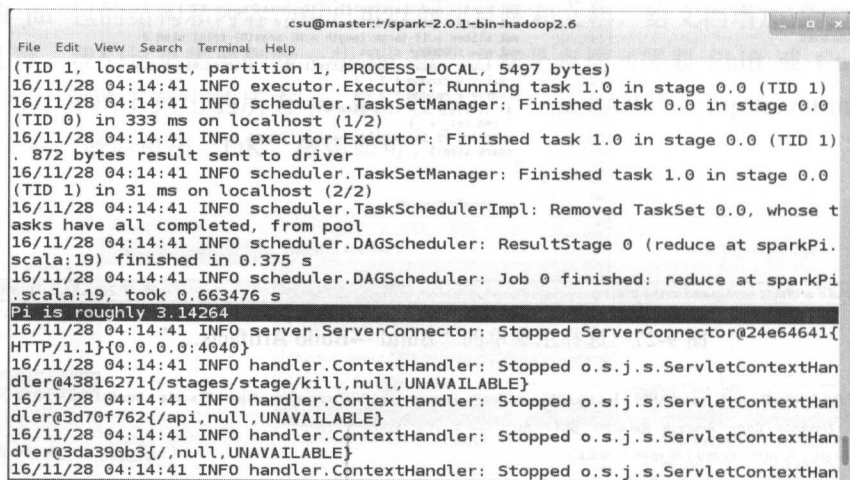 csu@master:~/spark-2.0.1-bin-hadoop2.6
File Edit View Search Terminal Help
(TID 1, localhost, partition 1, PROCESS_LOCAL, 5497 bytes)
16/11/28 04:14:41 INFO executor.Executor: Running task 1.0 in stage 0.0 (TID 1)
16/11/28 04:14:41 INFO scheduler.TaskSetManager: Finished task 0.0 in stage 0.0
(TID 0) in 333 ms on localhost (1/2)
16/11/28 04:14:41 INFO executor.Executor: Finished task 1.0 in stage 0.0 (TID 1)
. 872 bytes result sent to driver
16/11/28 04:14:41 INFO scheduler.TaskSetManager: Finished task 1.0 in stage 0.0
(TID 1) in 31 ms on localhost (2/2)
16/11/28 04:14:41 INFO scheduler.TaskSchedulerImpl: Removed TaskSet 0.0, whose t
asks have all completed, from pool
16/11/28 04:14:41 INFO scheduler.DAGScheduler: ResultStage 0 (reduce at sparkPi.
scala:19) finished in 0.375 s
16/11/28 04:14:41 INFO scheduler.DAGScheduler: Job 0 finished: reduce at sparkPi
.scala:19, took 0.663476 s
Pi is roughly 3.14264
16/11/28 04:14:41 INFO server.ServerConnector: Stopped ServerConnector@24e64641{
HTTP/1.1}{0.0.0.0:4040}
16/11/28 04:14:41 INFO handler.ContextHandler: Stopped o.s.j.s.ServletContextHan
dler@43816271{/stages/stage/kill,null,UNAVAILABLE}
16/11/28 04:14:41 INFO handler.ContextHandler: Stopped o.s.j.s.ServletContextHan
dler@3d70f762{/api,null,UNAVAILABLE}
16/11/28 04:14:41 INFO handler.ContextHandler: Stopped o.s.j.s.ServletContextHan
dler@3da390b3{/,null,UNAVAILABLE}
16/11/28 04:14:41 INFO handler.ContextHandler: Stopped o.s.j.s.ServletContextHan